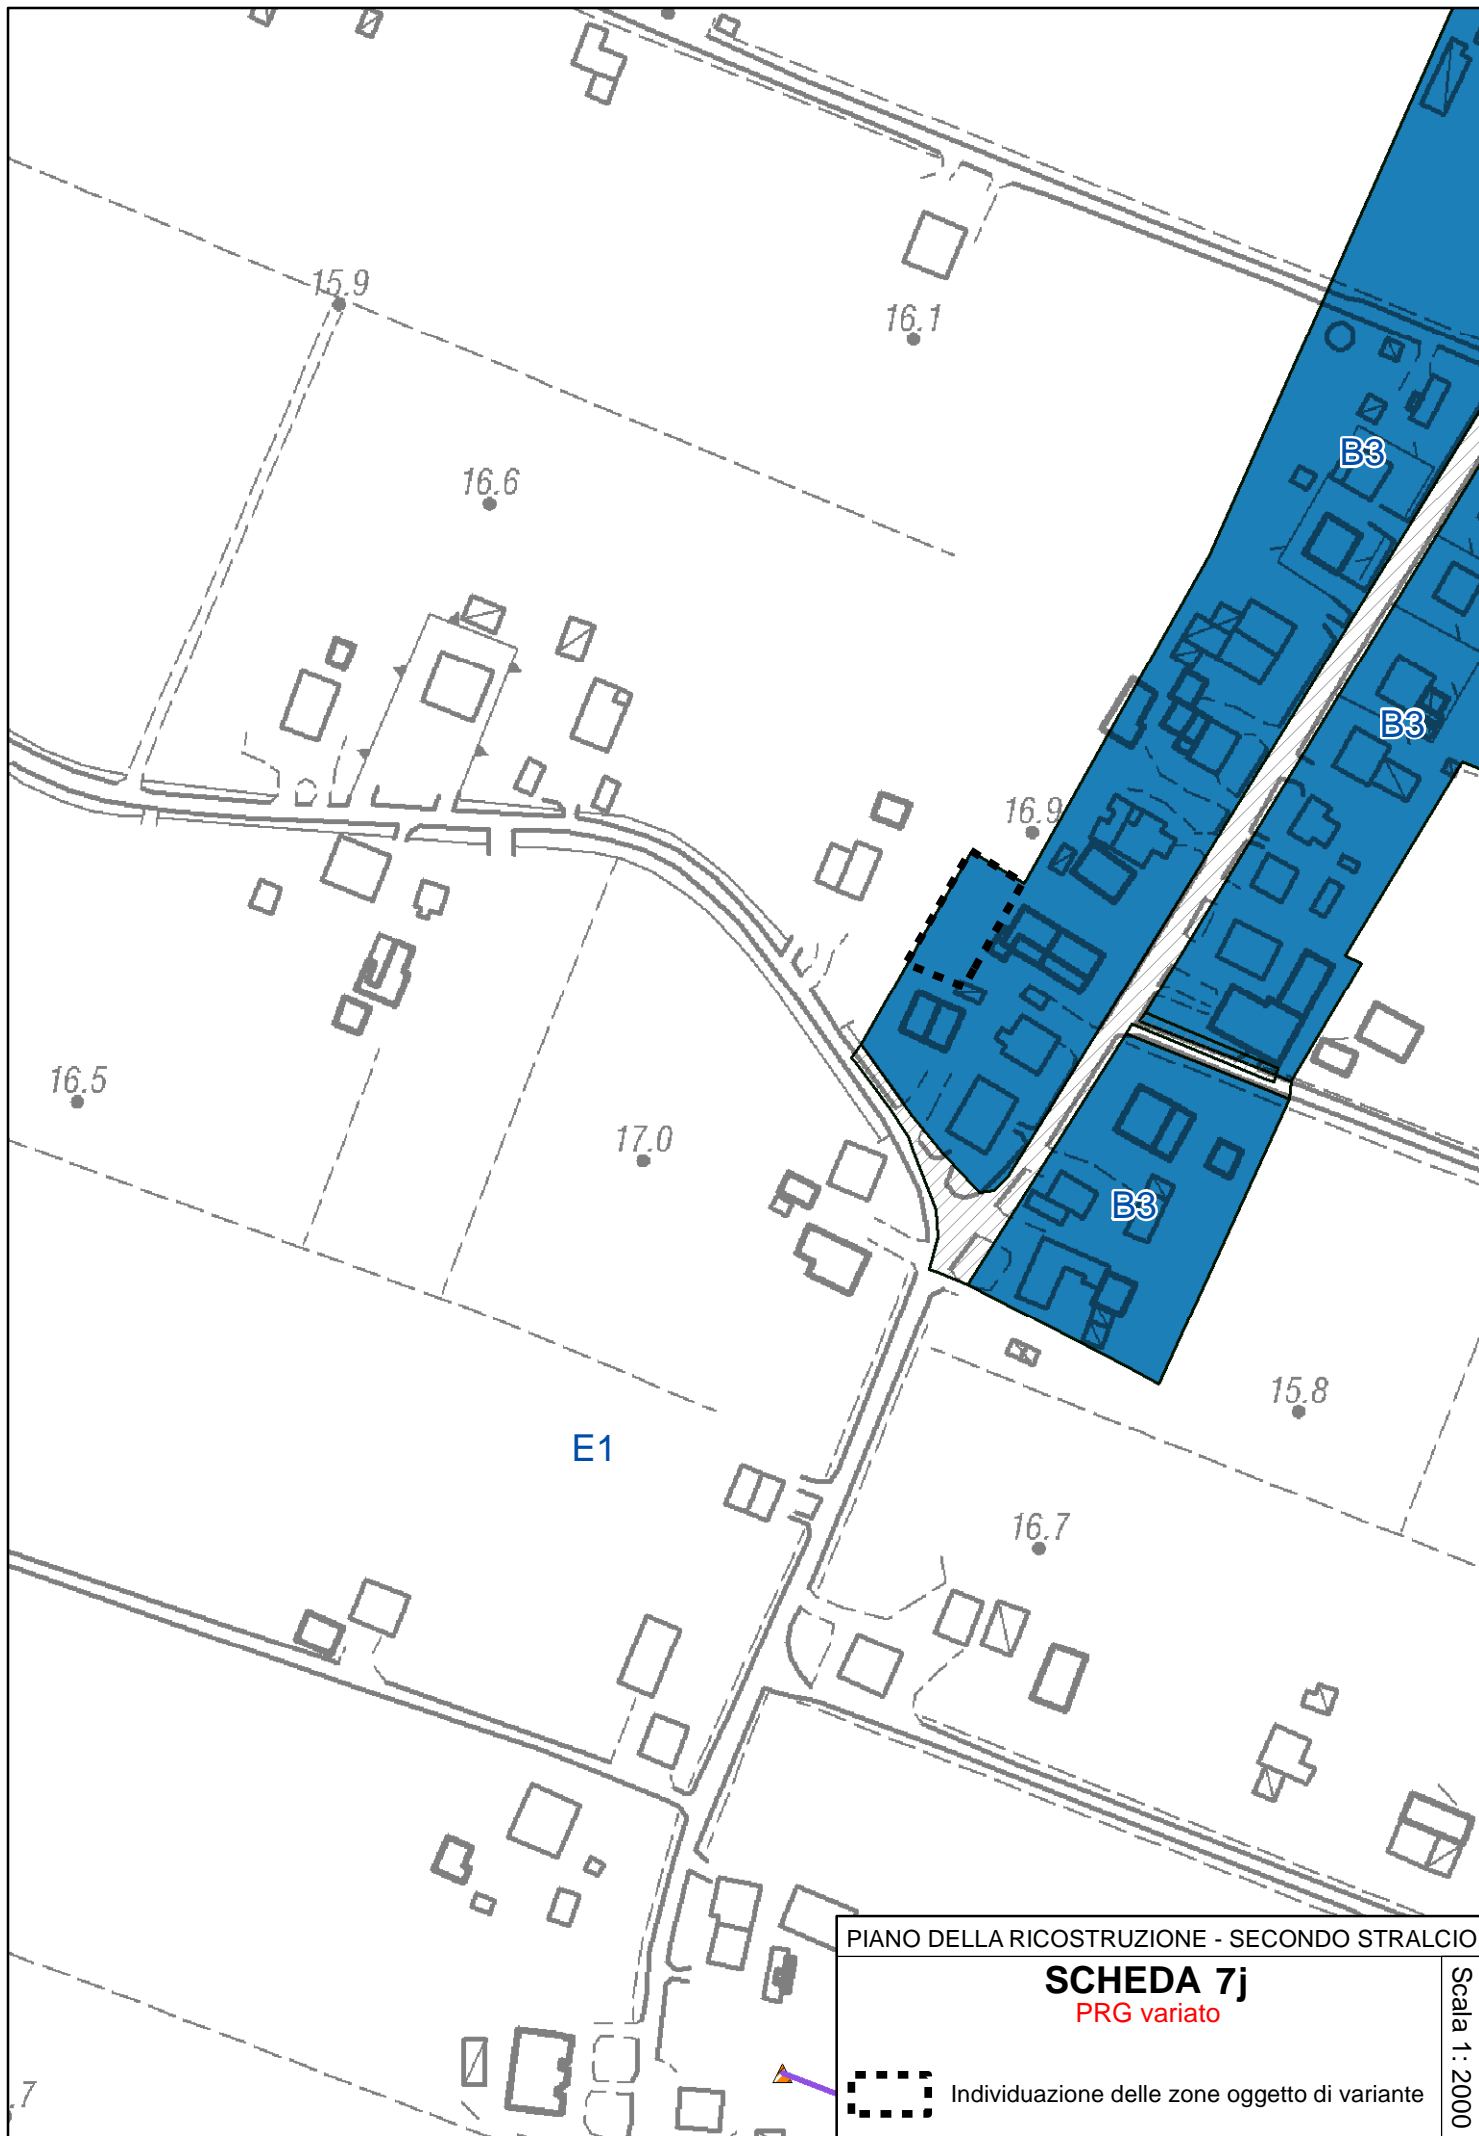 15.9
16.1
B3
16.6
B3
16.9
16.5
17.0
B3
15.8
E1
16.7
PIANO DELLA RICOSTRUZIONE - SECONDO STRALCIO
SCHEDA 7j
PRG variato
Scala 1: 2000
Individuazione delle zone oggetto di variante
.7